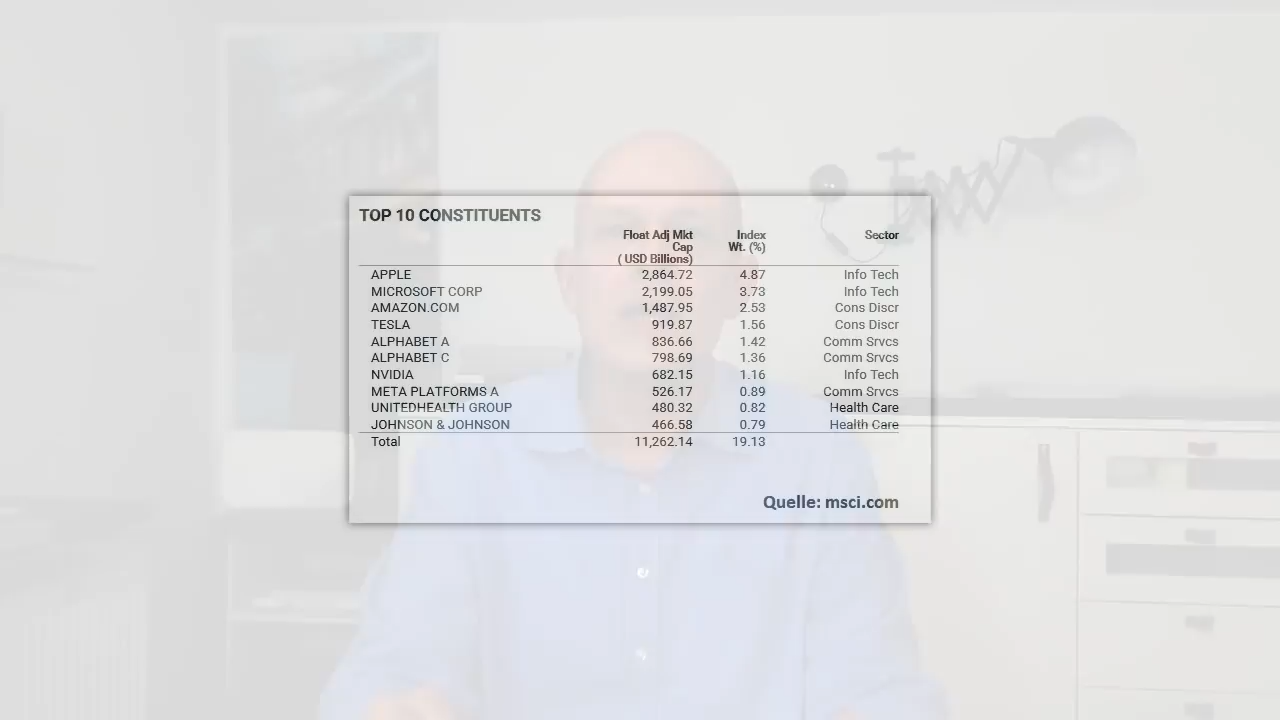 TOP 10 CONSTITUENTS
Float Adj Mkt Index Sector
Cap Wt. (%)
( USD Billions)
APPLE 2,864.72 4.87 Info Tech
MICROSOFT CORP 2,199.05 3.73 Info Tech
AMAZON.COM 1,487.95 2.53 Cons Discr
TESLA 919.87 1.56 Cons Discr
ALPHABET A 836.66 1.42 Comm Srvcs
ALPHABET C 798.69 1.36 Comm Srvcs
NVIDIA 682.15 1.16 Info Tech
META PLATFORMS A 526.17 0.89 Comm Srvcs
UNITEDHEALTH GROUP 480.32 0.82 Health Care
JOHNSON & JOHNSON 466.58 0.79 Health Care
Total 11,262.14 19.13
Quelle: msci.com